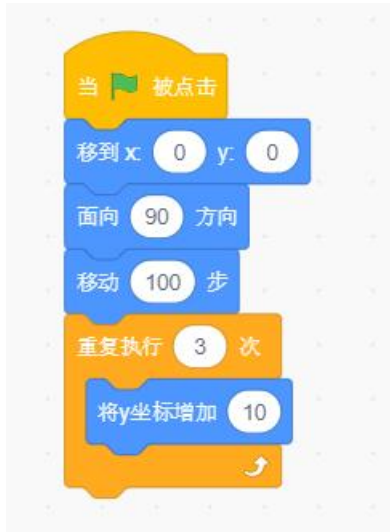 当 被点击
移到 x: 0 y: 0
面向 90 方向
移动 100 步
重复执行 3 次
将y坐标增加 10